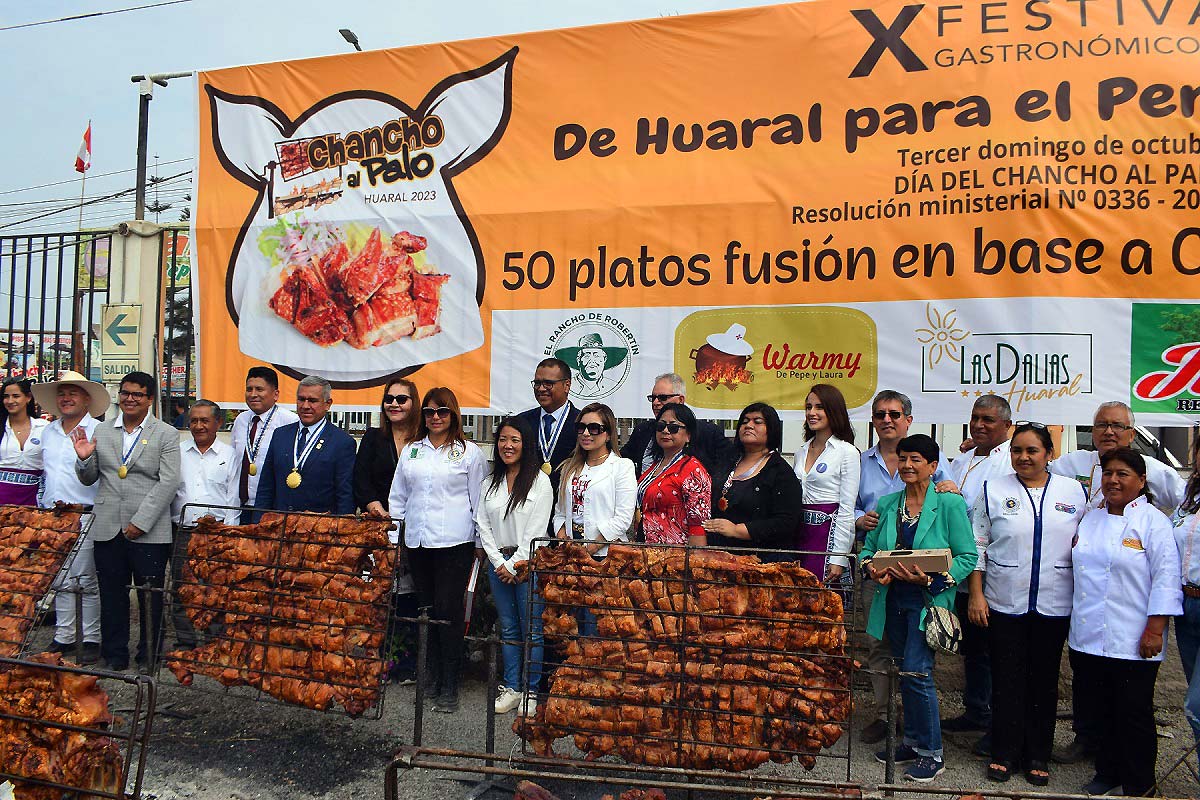 X FESTIVA
GASTRONÓMICO
De Huaral para el Per
Tercer domingo de octub
DÍA DEL CHANCHO AL PA
Resolución ministerial Nº 0336 - 20
50 platos fusión en base a C
Chancho
al Palo
HUARAL 2023
EL RANCHO DE ROBERTÍN
Warmy
De Pepe y Laura
LAS DALIAS
Huaral
RE
SALIDA